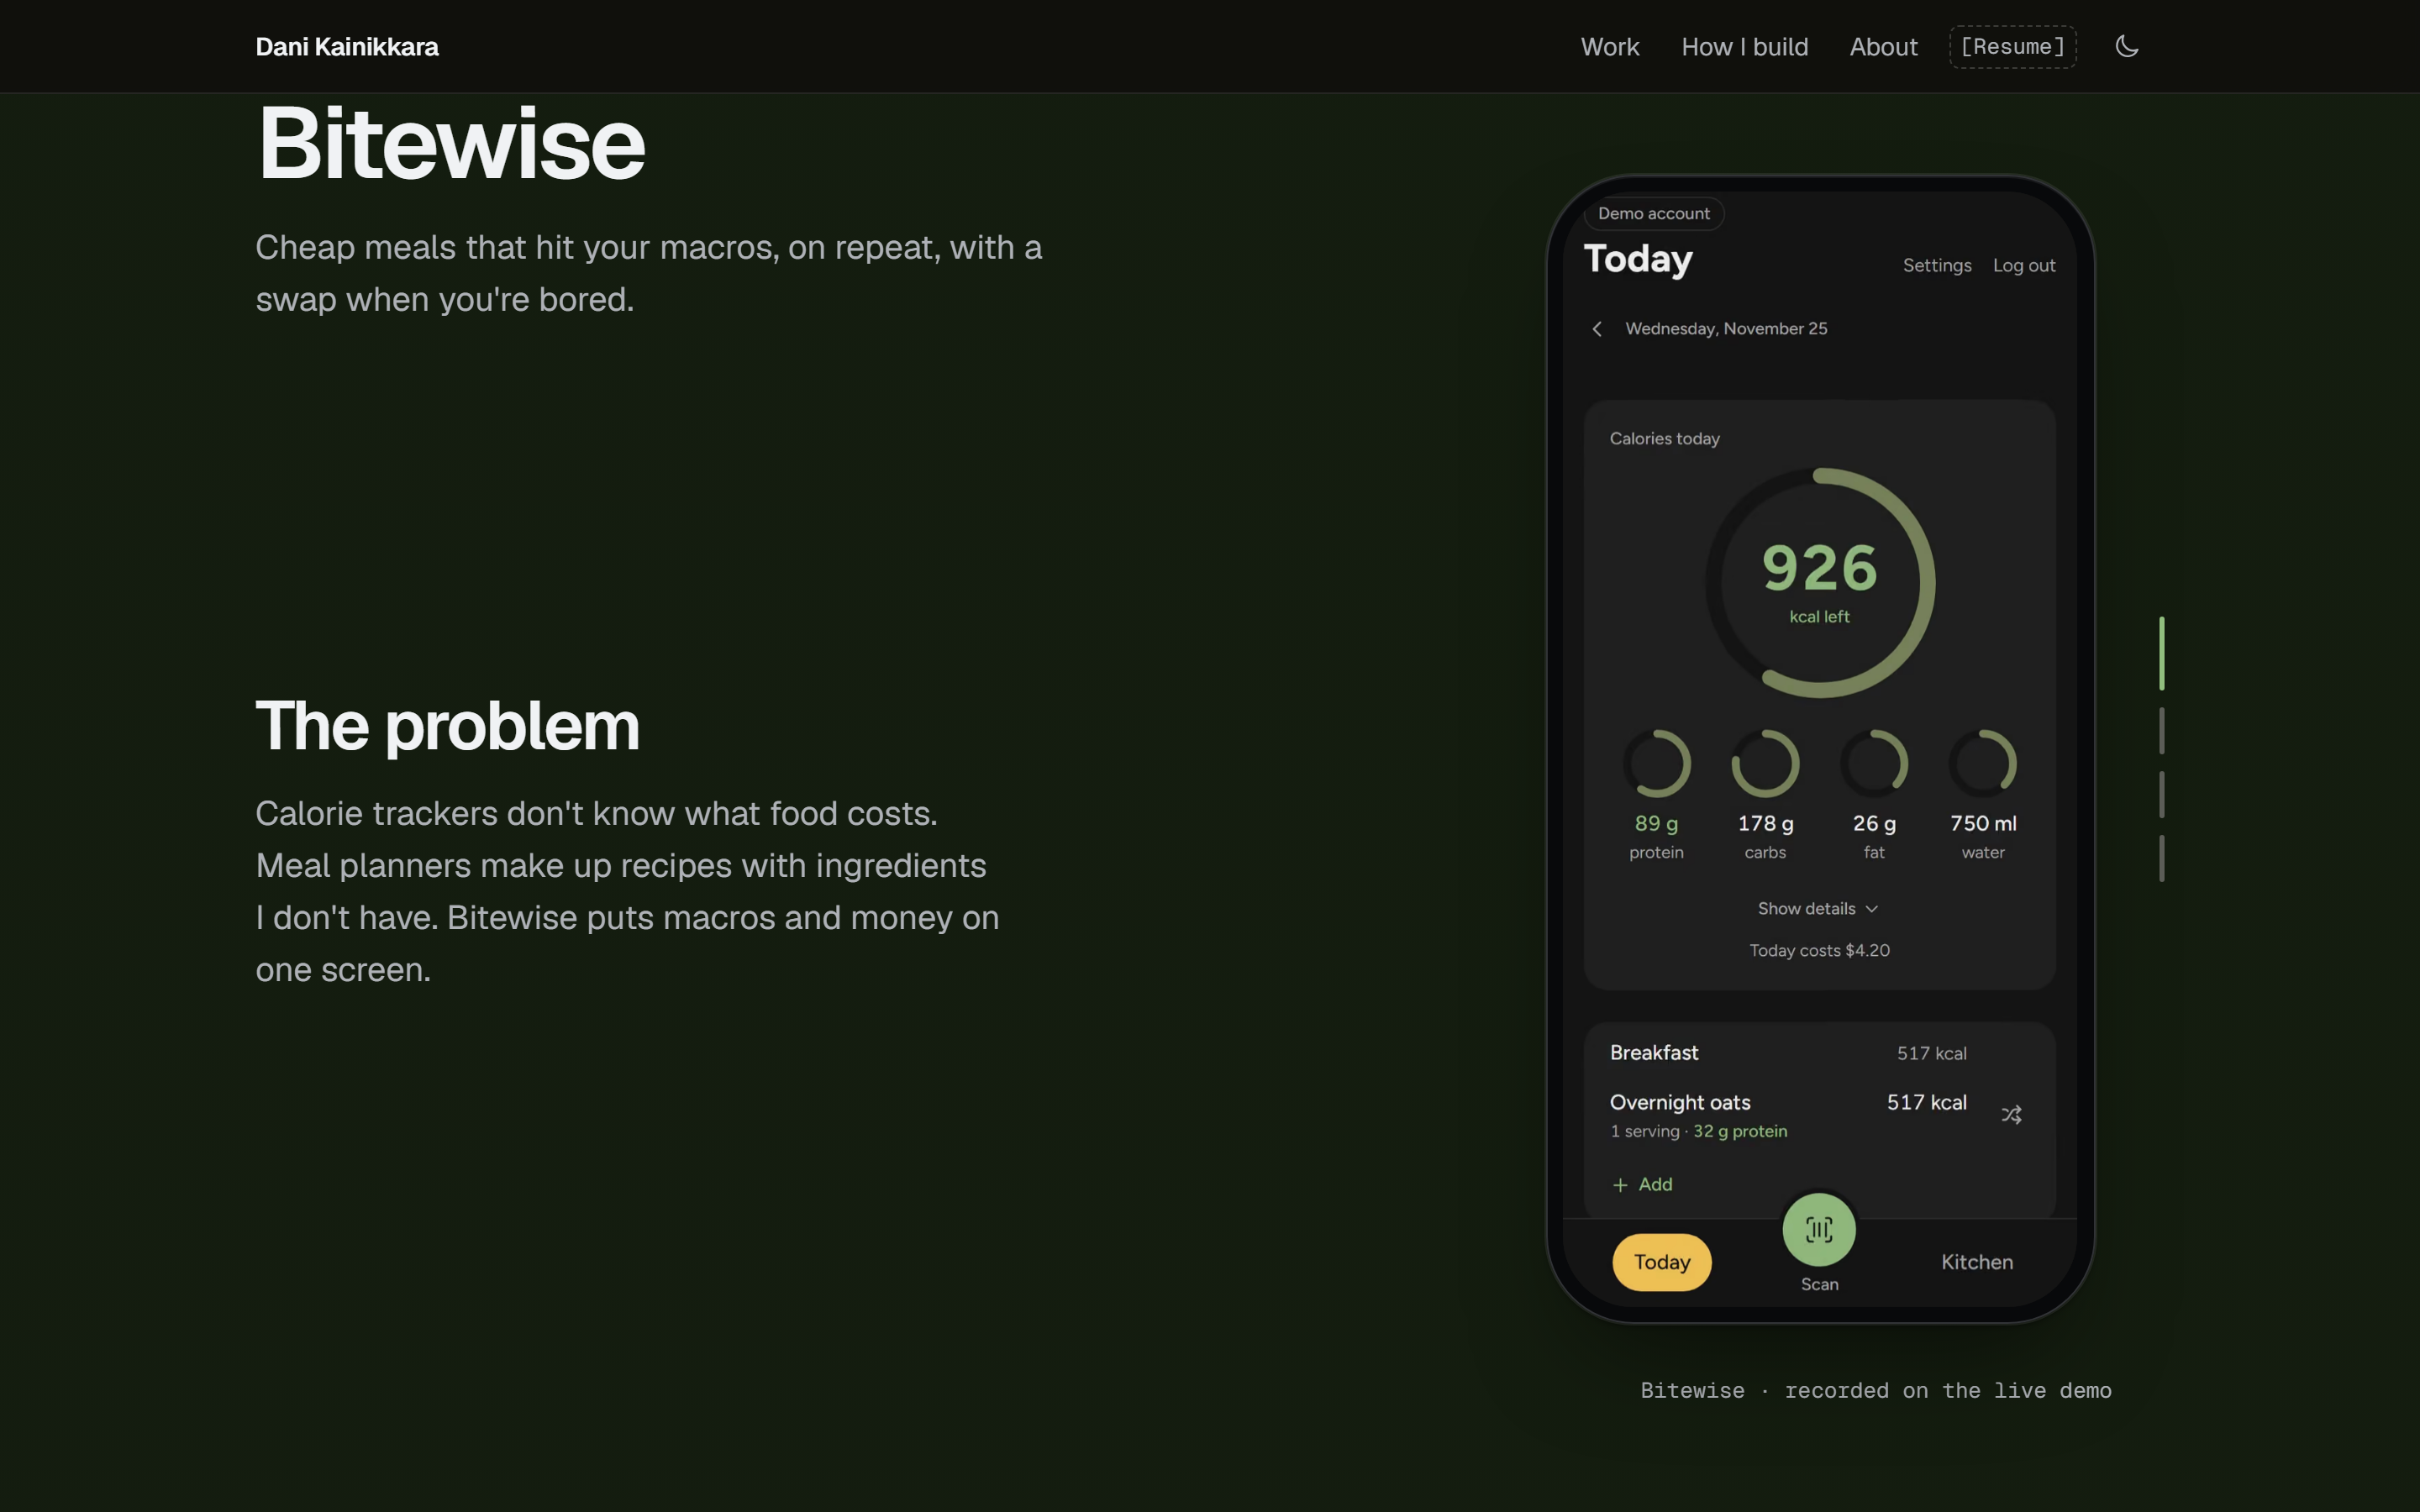 Dani Kainikkara
Work
How I build
About
[Resume]
Bitewise
Cheap meals that hit your macros, on repeat, with a
swap when you're bored.
The problem
Calorie trackers don't know what food costs.
Meal planners make up recipes with ingredients
I don't have. Bitewise puts macros and money on
one screen.
Demo account
Today
Settings
Log out
Wednesday, November 25
Calories today
926
kcal left
89 g
protein
178 g
carbs
26 g
fat
750 ml
water
Show details
Today costs $4.20
Breakfast
517 kcal
Overnight oats
517 kcal
1 serving · 32 g protein
+ Add
Today
Scan
Kitchen
Bitewise · recorded on the live demo